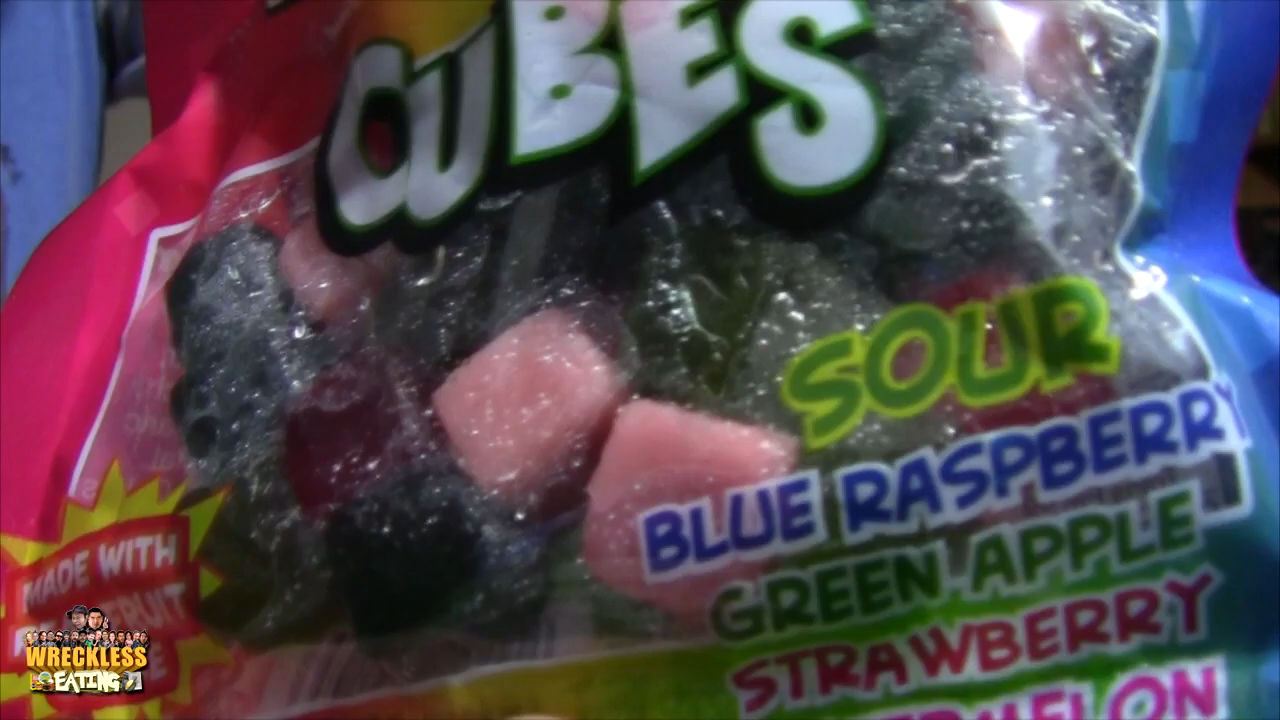 CUBES
SOUR
BLUE RASPBERRY
GREEN APPLE
STRAWBERRY
MADE WITH
WRECKLESS
EATING